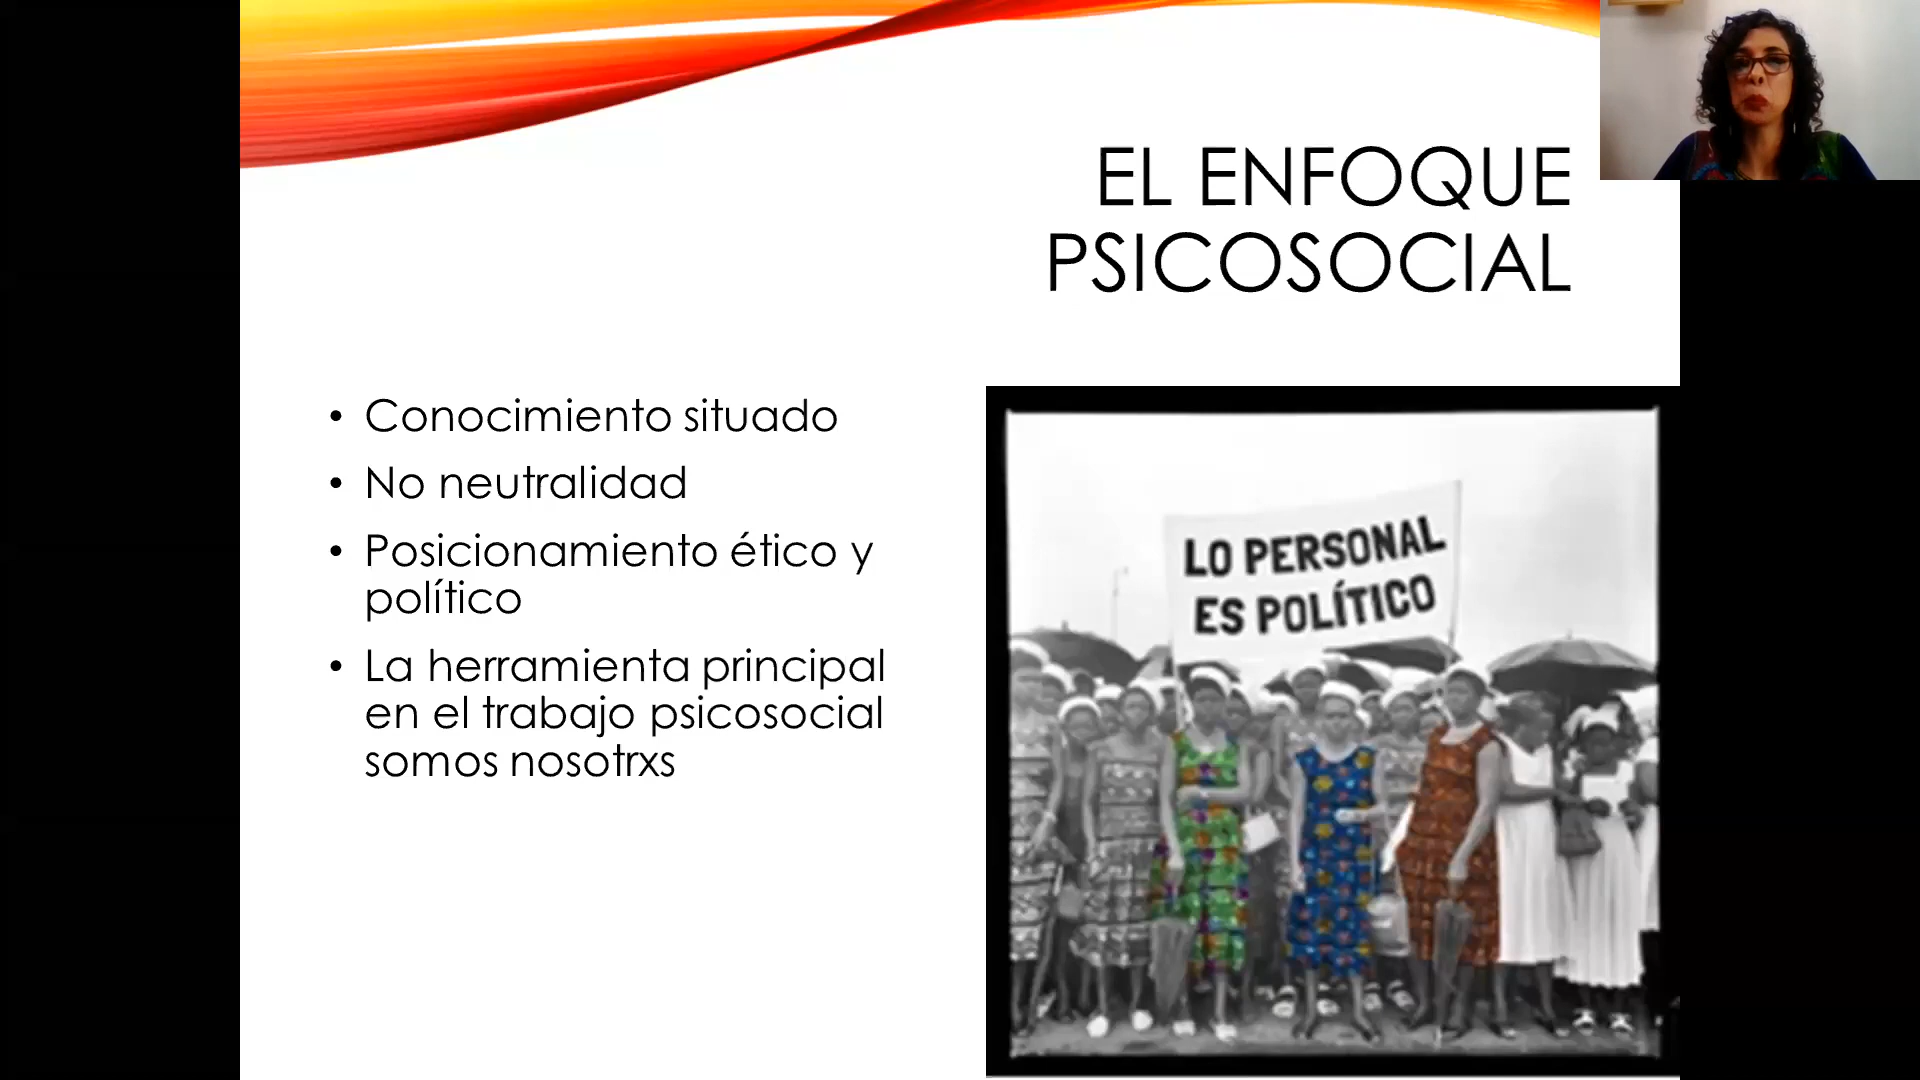 EL ENFOQUE
PSICOSOCIAL
• Conocimiento situado
• No neutralidad
• Posicionamiento ético y
político
• La herramienta principal
en el trabajo psicosocial
somos nosotrxs
LO PERSONAL
ES POLÍTICO